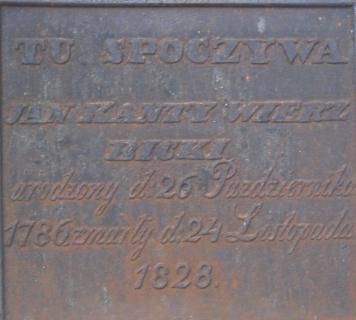 TU SPOCZYWA
JAN KANTY WIERZ
BICKI
urodzony d. 26 Października
1786 zmarły d. 24 Listopada
1828.